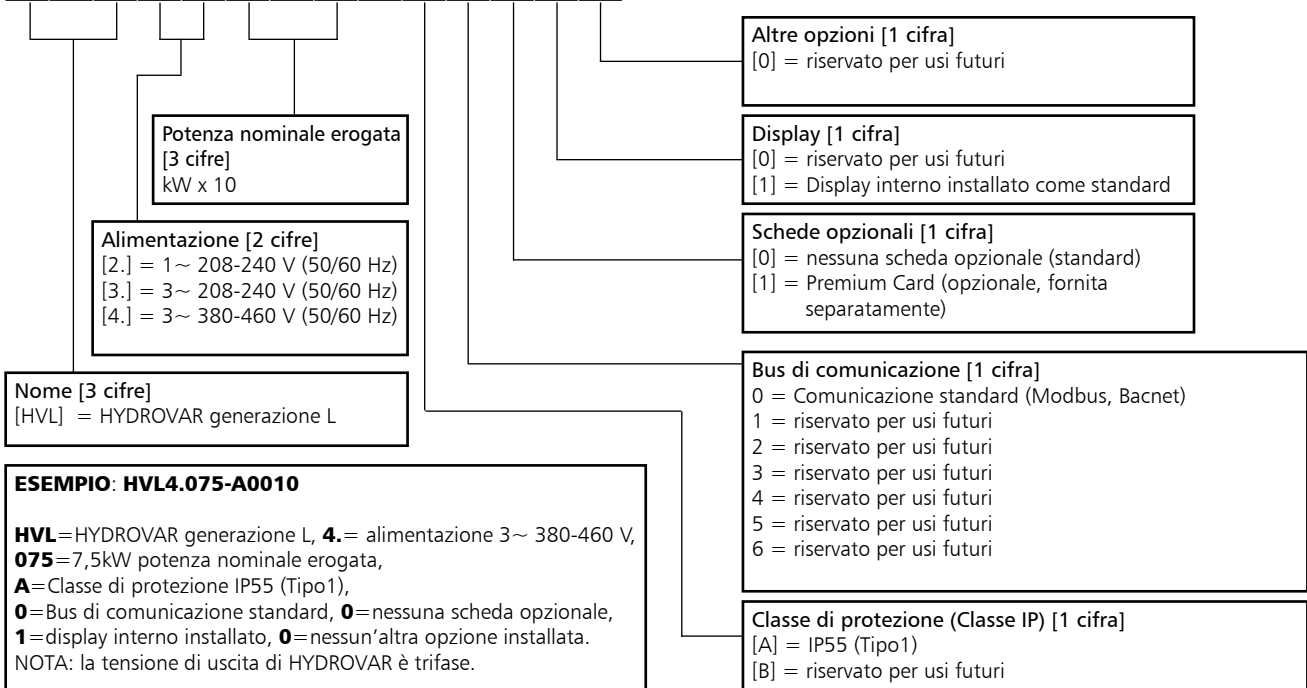 Altre opzioni [1 cifra]
[0] = riservato per usi futuri
Potenza nominale erogata
[3 cifre]
kW x 10
Display [1 cifra]
[0] = riservato per usi futuri
[1] = Display interno installato come standard
Alimentazione [2 cifre]
[2.] = 1~ 208-240 V (50/60 Hz)
[3.] = 3~ 208-240 V (50/60 Hz)
[4.] = 3~ 380-460 V (50/60 Hz)
Schede opzionali [1 cifra]
[0] = nessuna scheda opzionale (standard)
[1] = Premium Card (opzionale, fornita
separatamente)
Nome [3 cifre]
[HVL] = HYDROVAR generazione L
Bus di comunicazione [1 cifra]
0 = Comunicazione standard (Modbus, Bacnet)
1 = riservato per usi futuri
2 = riservato per usi futuri
3 = riservato per usi futuri
4 = riservato per usi futuri
5 = riservato per usi futuri
6 = riservato per usi futuri
ESEMPIO: HVL4.075-A0010
HVL=HYDROVAR generazione L, 4.= alimentazione 3~ 380-460 V,
075=7,5kW potenza nominale erogata,
A=Classe di protezione IP55 (Tipo1),
0=Bus di comunicazione standard, 0=nessuna scheda opzionale,
1=display interno installato, 0=nessun'altra opzione installata.
NOTA: la tensione di uscita di HYDROVAR è trifase.
Classe di protezione (Classe IP) [1 cifra]
[A] = IP55 (Tipo1)
[B] = riservato per usi futuri